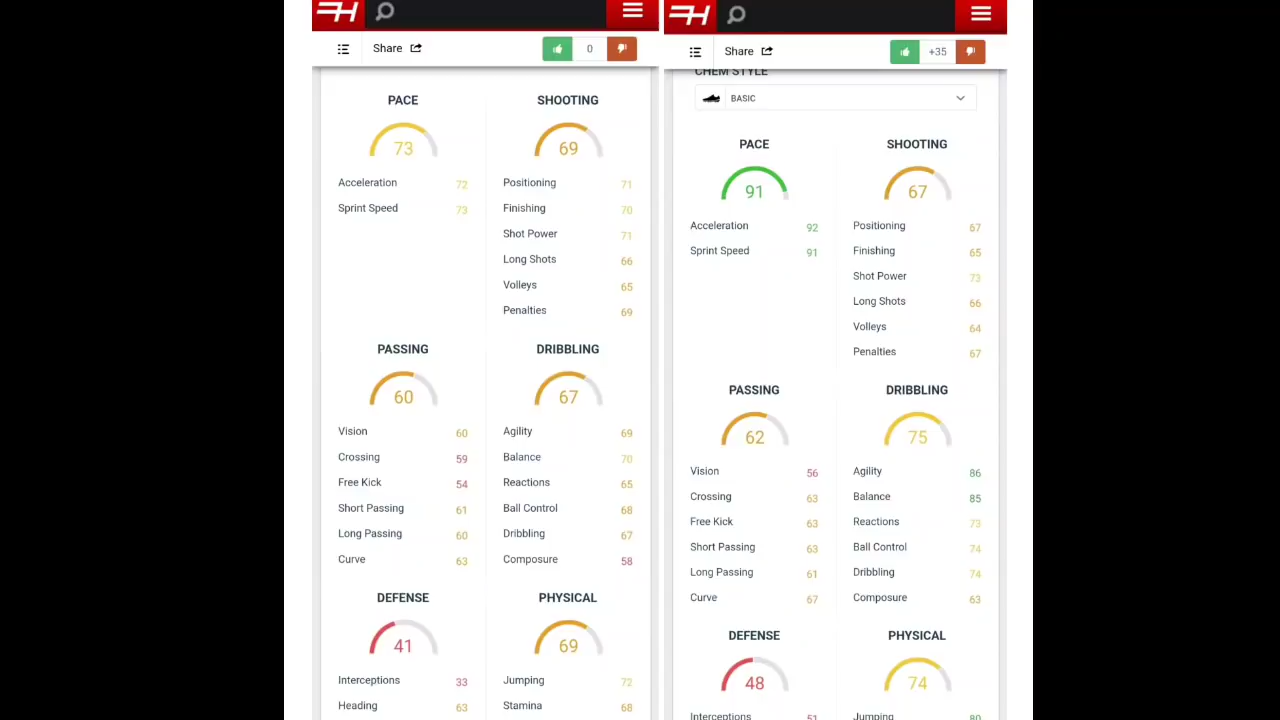 Share 0
PACE SHOOTING
73 69
Acceleration 72 Positioning 71
Sprint Speed 73 Finishing 70
Shot Power 71
Long Shots 66
Volleys 65
Penalties 69
PASSING DRIBBLING
60 67
Vision 60 Agility 69
Crossing 59 Balance 70
Free Kick 54 Reactions 65
Short Passing 61 Ball Control 68
Long Passing 60 Dribbling 67
Curve 63 Composure 58
DEFENSE PHYSICAL
41 69
Interceptions 33 Jumping 72
Heading 63 Stamina 68
Share +35
CHEM STYLE
BASIC
PACE SHOOTING
91 67
Acceleration 92 Positioning 67
Sprint Speed 91 Finishing 65
Shot Power 73
Long Shots 66
Volleys 64
Penalties 67
PASSING DRIBBLING
62 75
Vision 56 Agility 86
Crossing 63 Balance 85
Free Kick 63 Reactions 73
Short Passing 63 Ball Control 74
Long Passing 61 Dribbling 74
Curve 67 Composure 63
DEFENSE PHYSICAL
48 74
Interceptions 51 Jumping 80